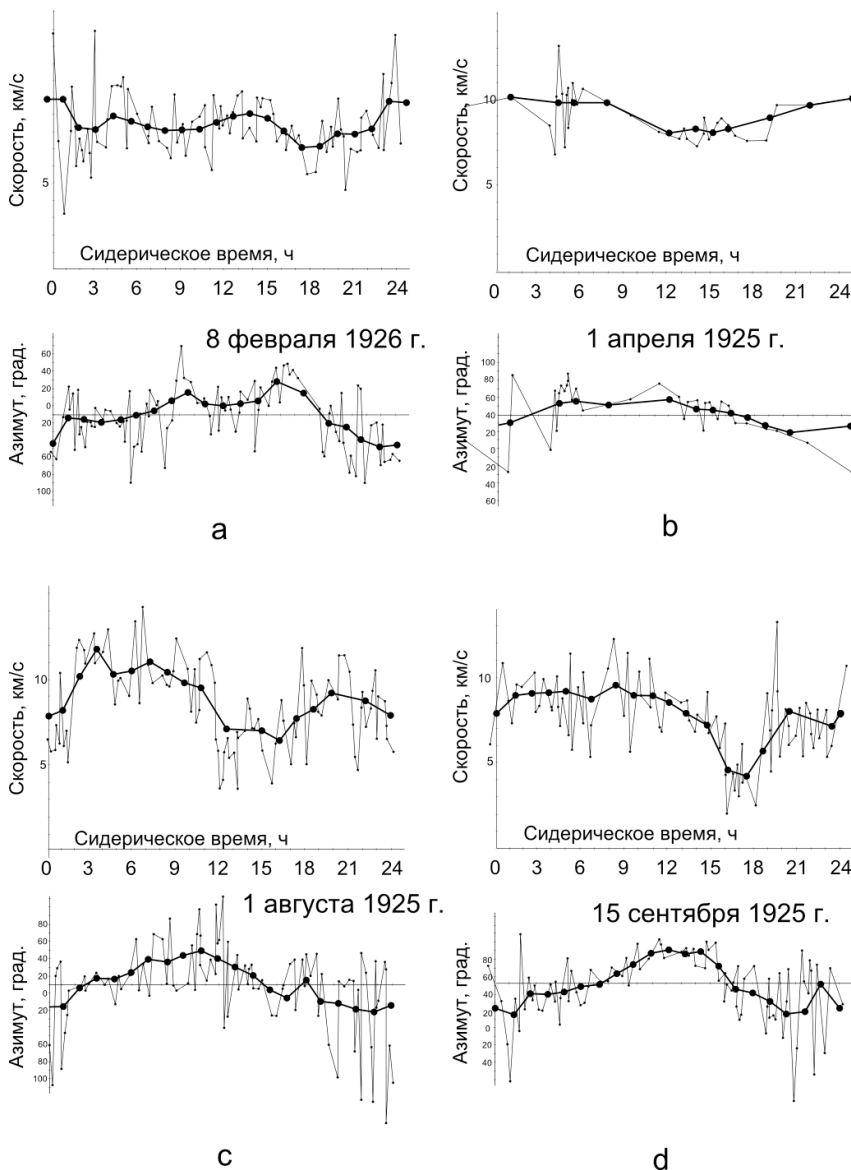 Скорость, км/с
5
Сидерическое время, ч
0 3 6 9 12 15 18 21 24
8 февраля 1926 г.
Азимут, град.
60
40
20
0
20
40
60
80
100
a
Скорость, км/с
10
5
Сидерическое время, ч
0 3 6 9 12 15 18 21 24
1 апреля 1925 г.
Азимут, град.
100
80
60
40
20
0
20
40
60
b
Скорость, км/с
10
5
Сидерическое время, ч
0 3 6 9 12 15 18 21 24
1 августа 1925 г.
Азимут, град.
80
60
40
20
0
20
40
60
80
100
c
Скорость, км/с
10
5
Сидерическое время, ч
0 3 6 9 12 15 18 21 24
15 сентября 1925 г.
Азимут, град.
80
60
40
20
0
20
40
d